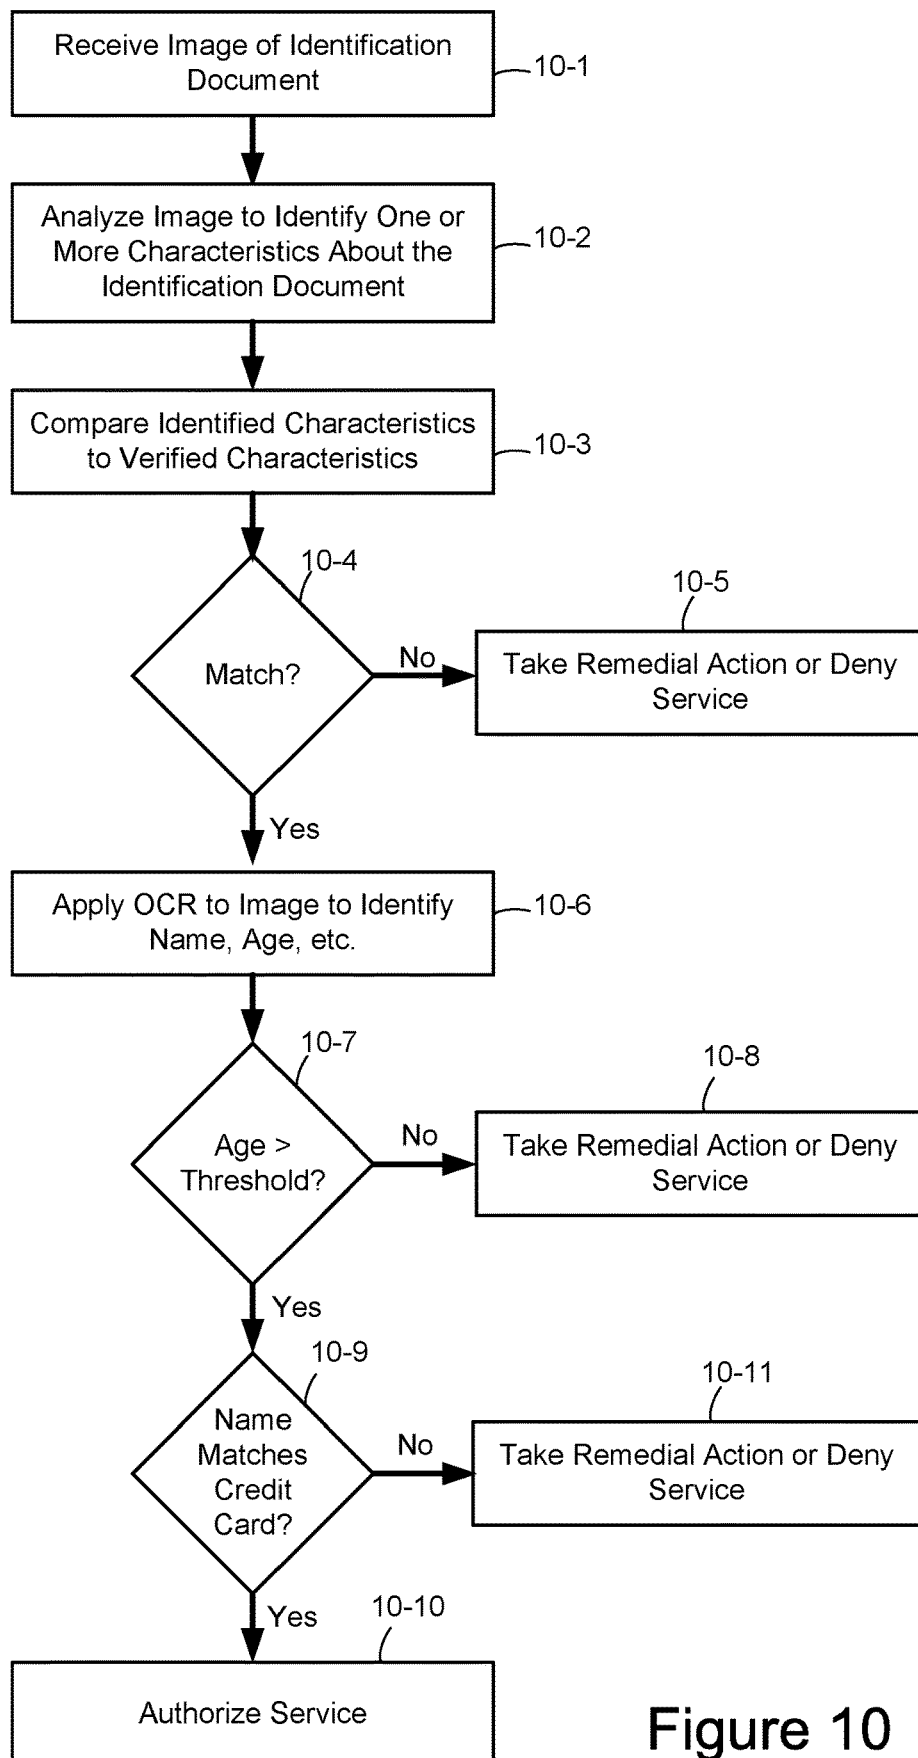 Receive Image of Identification
Document
10-1
Analyze Image to Identify One or
More Characteristics About the
Identification Document
10-2
Compare Identified Characteristics
to Verified Characteristics
10-3
10-4
Match?
No
10-5
Take Remedial Action or Deny
Service
Yes
Apply OCR to Image to Identify
Name, Age, etc.
10-6
10-7
Age >
Threshold?
No
10-8
Take Remedial Action or Deny
Service
Yes
10-9
Name
Matches
Credit
Card?
No
10-11
Take Remedial Action or Deny
Service
Yes
10-10
Authorize Service
Figure 10